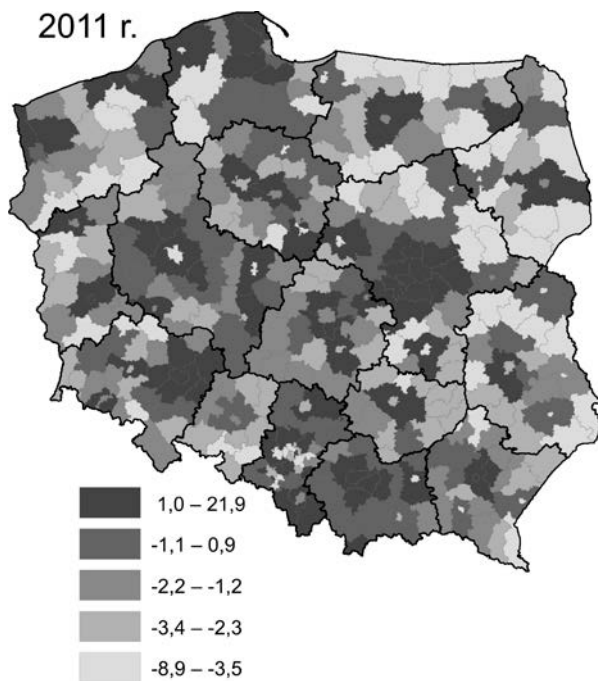 2011 r.
1,0 – 21,9
-1,1 – 0,9
-2,2 – -1,2
-3,4 – -2,3
-8,9 – -3,5